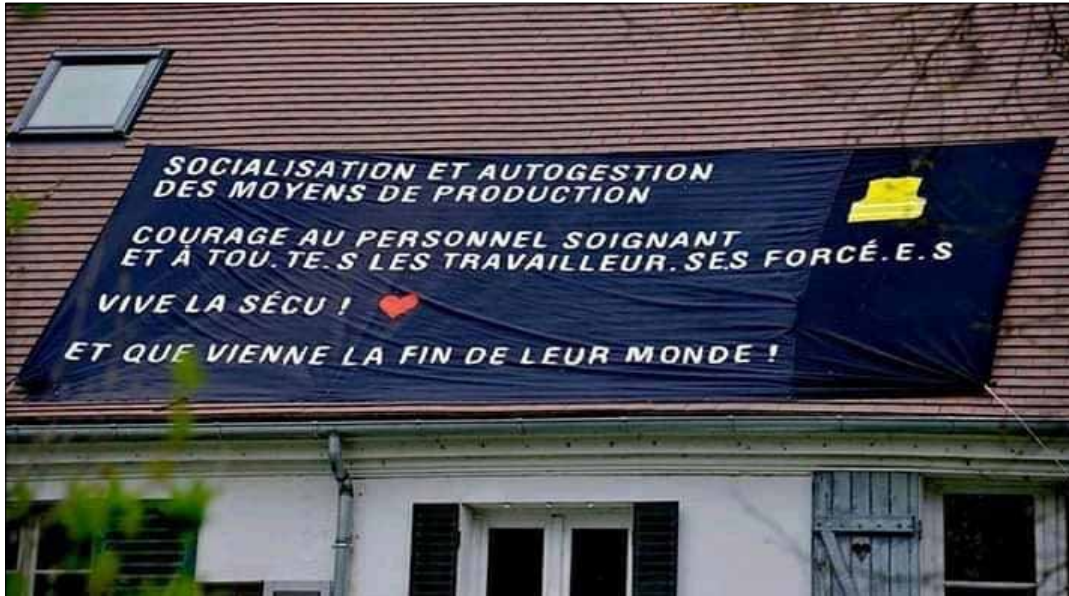 SOCIALISATION ET AUTOGESTION
DES MOYENS DE PRODUCTION
COURAGE AU PERSONNEL SOIGNANT
ET À TOU.TE.S LES TRAVAILLEUR.SE.S FORCÉ.E.S
VIVE LA SÉCU !
ET QUE VIENNE LA FIN DE LEUR MONDE !